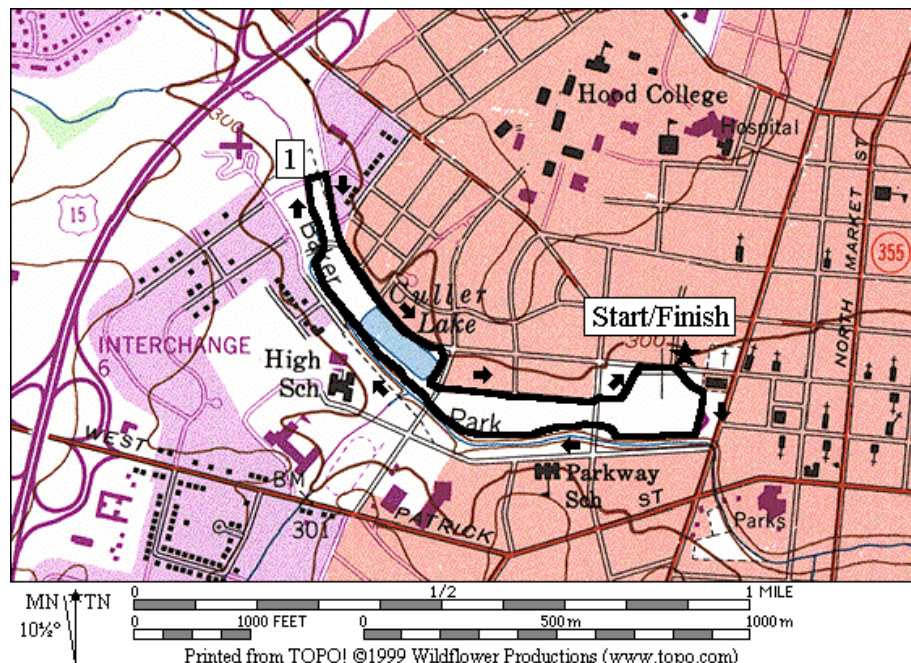 Hood College
Hospital
300
1
15
Baker
NORTH MARKET ST
355
Culler
Lake
Start/Finish
300
INTERCHANGE
6
High
Sch
Park
WEST
PATRICK
ST
BM
301
Parkway
Sch
Parks
MN TN
10½°
0 1/2 1 MILE
0 1000 FEET 0 500 m 1000 m
Printed from TOPO! ©1999 Wildflower Productions (www.topo.com)